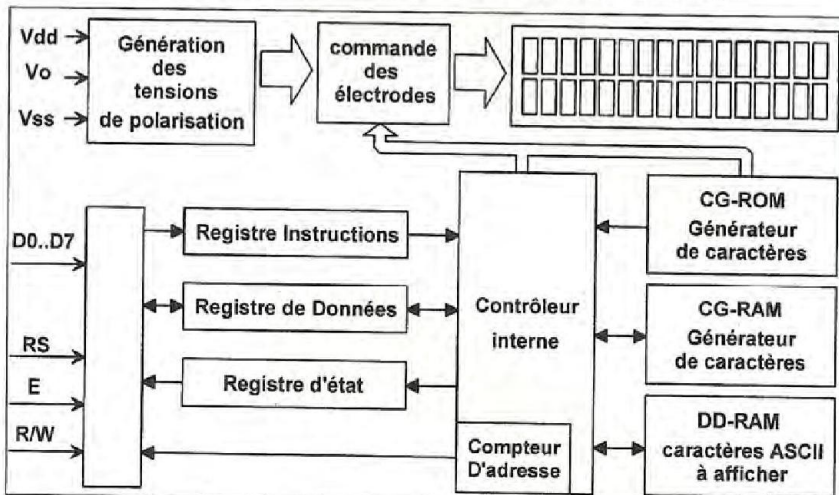 Vdd
Vo
Vss
Génération
des
tensions
de polarisation
commande
des
électrodes
D0..D7
RS
E
R/W
Registre Instructions
Registre de Données
Registre d'état
Contrôleur
interne
Compteur
D'adresse
CG-ROM
Générateur
de caractères
CG-RAM
Générateur
de caractères
DD-RAM
caractères ASCII
à afficher